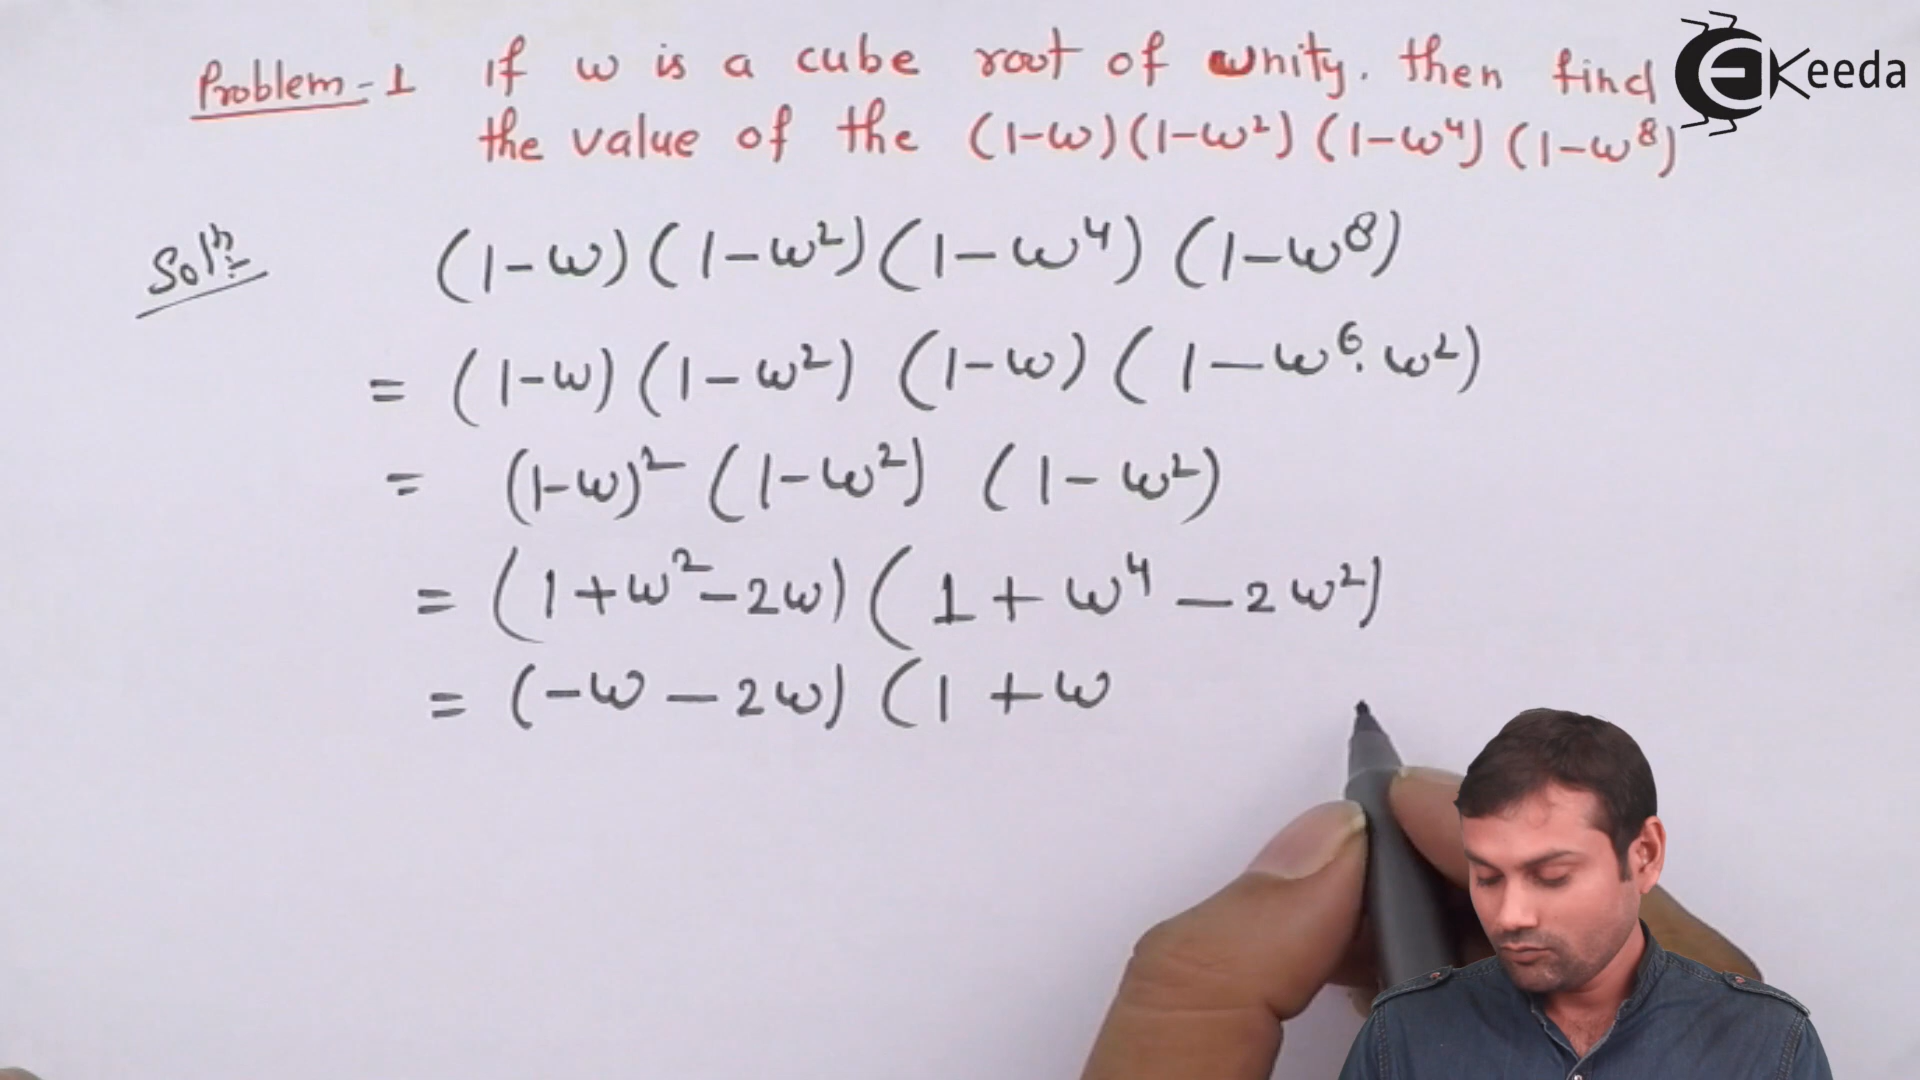 Problem-1 If ω is a cube root of unity. then find
the value of the (1-ω)(1-ω²)(1-ω⁴)(1-ω⁸)
EKeeda
Solⁿ:-
(1-ω)(1-ω²)(1-ω⁴)(1-ω⁸)
= (1-ω)(1-ω²)(1-ω)(1-ω⁶.ω²)
= (1-ω)²(1-ω²)(1-ω²)
= (1+ω²-2ω)(1+ω⁴-2ω²)
= (-ω-2ω)(1+ω